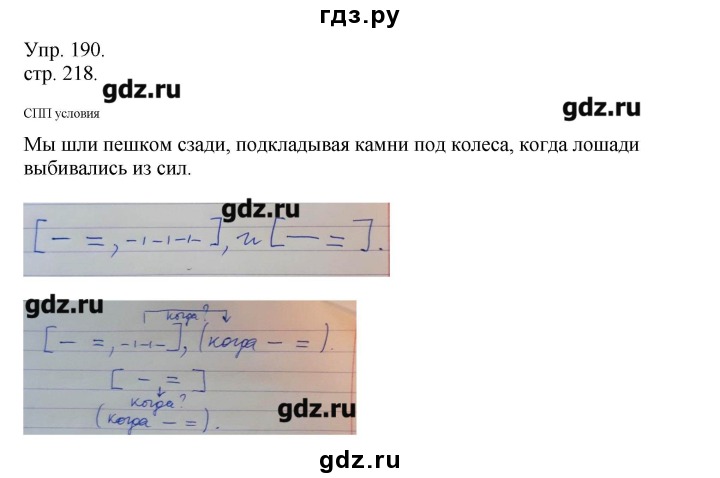 гдз.ру
Упр. 190.
стр. 218.
gdz.ru
gdz.ru
СПП условия
Мы шли пешком сзади, подкладывая камни под колеса, когда лошади
выбивались из сил.
gdz.ru
[ – = , -·-·-·- ], и [ — = ].
gdz.ru
когда?
[ – = , -·-·- ], (когда – = ).
[ – = ]
когда?
gdz.ru
(когда – = ).
gdz.ru